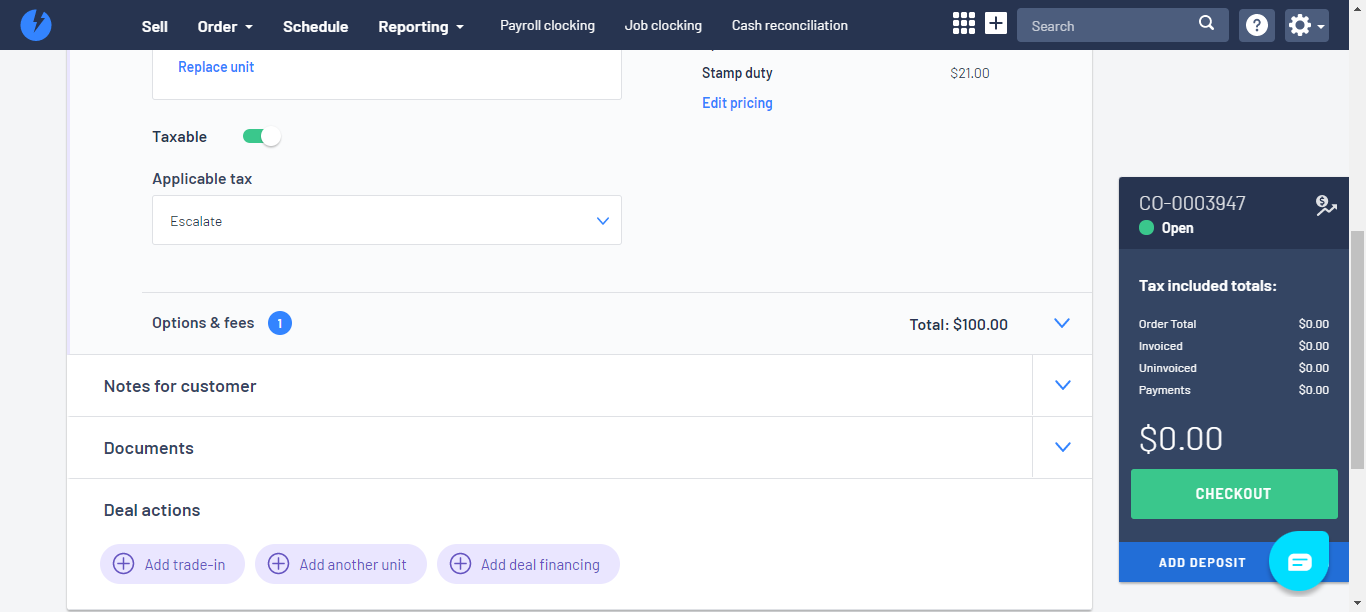 Sell
Order
Schedule
Reporting
Payroll clocking
Job clocking
Cash reconciliation
Search
Replace unit
Stamp duty $21.00
Edit pricing
Taxable
Applicable tax
Escalate
Options & fees 1 Total: $100.00
Notes for customer
Documents
Deal actions
Add trade-in
Add another unit
Add deal financing
CO-0003947
Open
Tax included totals:
Order Total $0.00
Invoiced $0.00
Uninvoiced $0.00
Payments $0.00
$0.00
CHECKOUT
ADD DEPOSIT